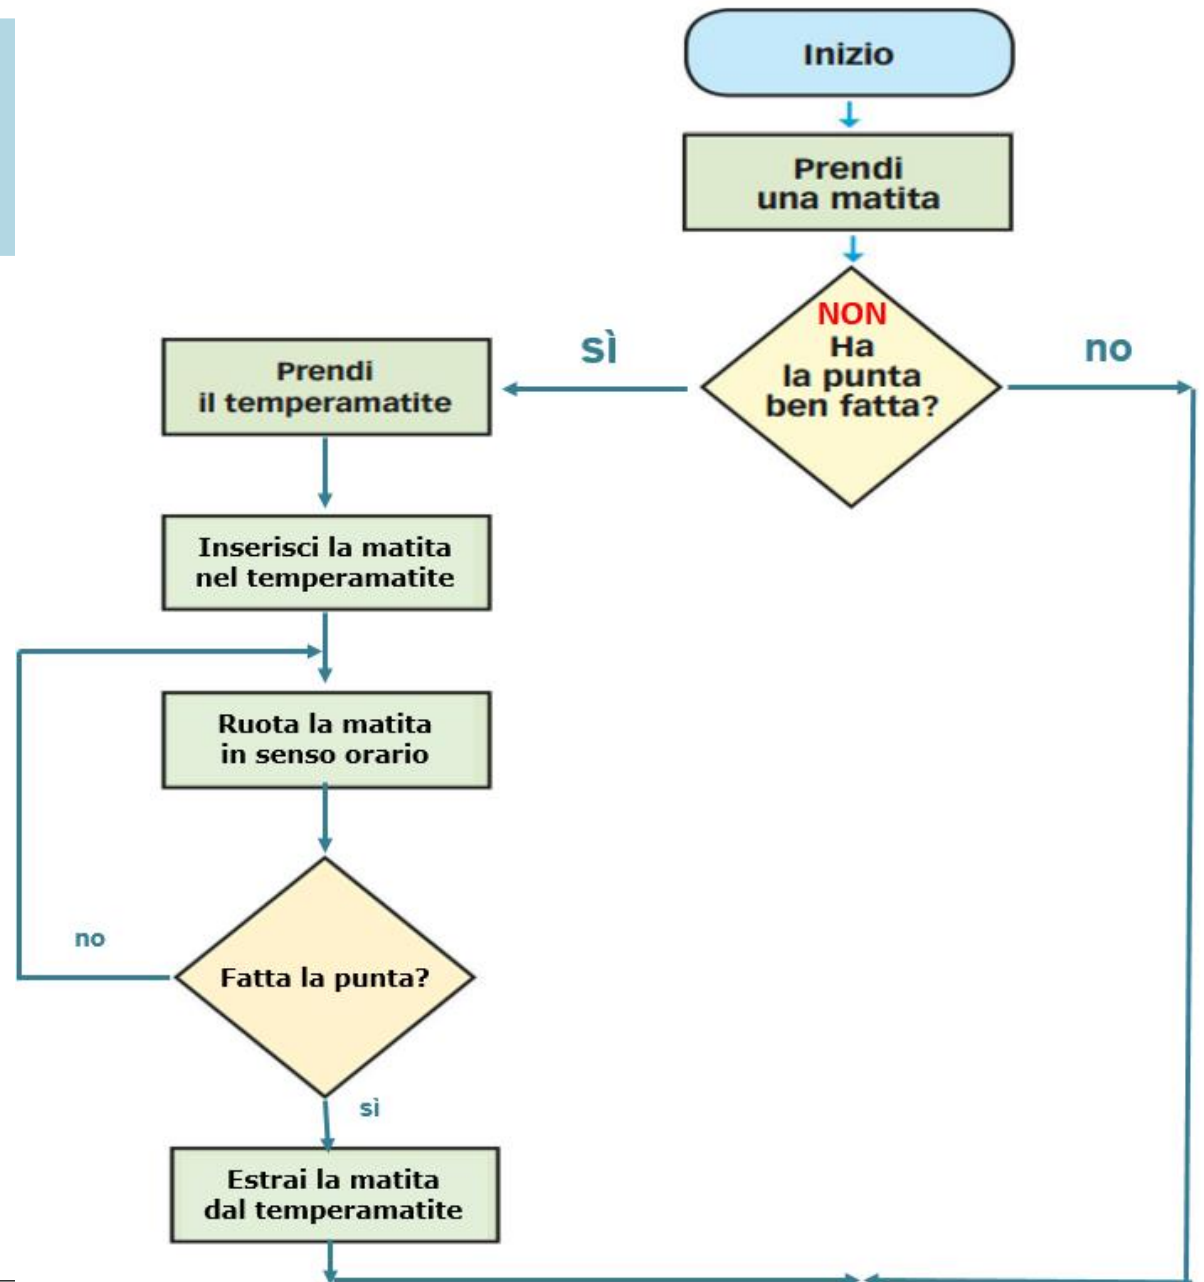 Inizio
Prendi
una matita
NON
Ha
la punta
ben fatta?
sì
no
Prendi
il temperamatite
Inserisci la matita
nel temperamatite
Ruota la matita
in senso orario
Fatta la punta?
no
sì
Estrai la matita
dal temperamatite